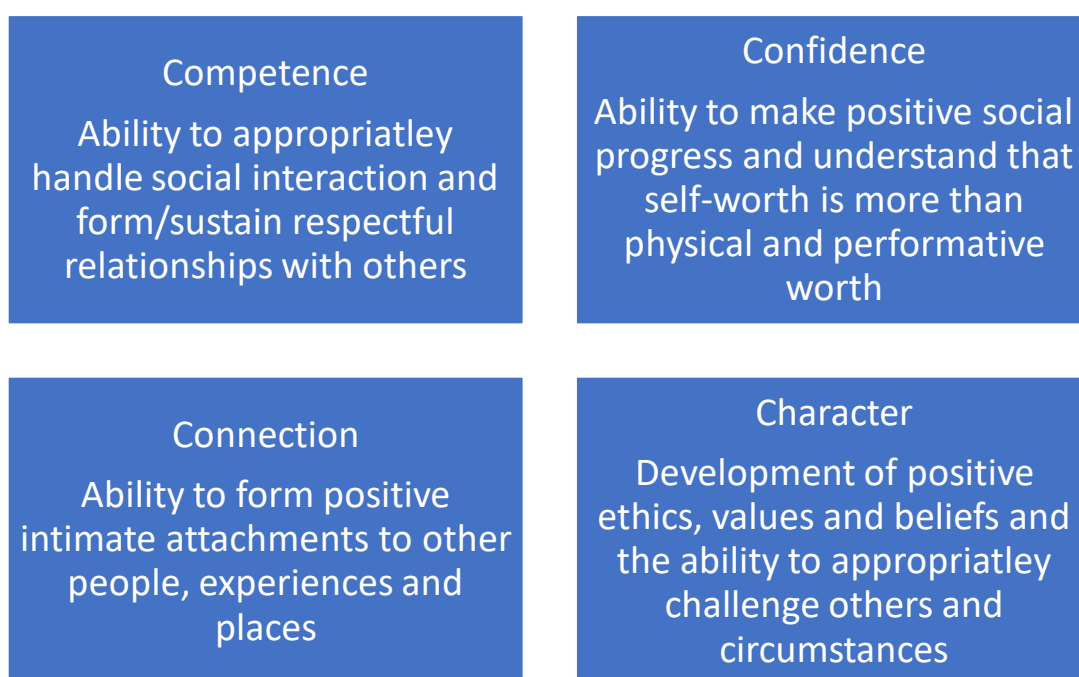 Competence
Ability to appropriatley
handle social interaction and
form/sustain respectful
relationships with others
Confidence
Ability to make positive social
progress and understand that
self-worth is more than
physical and performative
worth
Connection
Ability to form positive
intimate attachments to other
people, experiences and
places
Character
Development of positive
ethics, values and beliefs and
the ability to appropriatley
challenge others and
circumstances